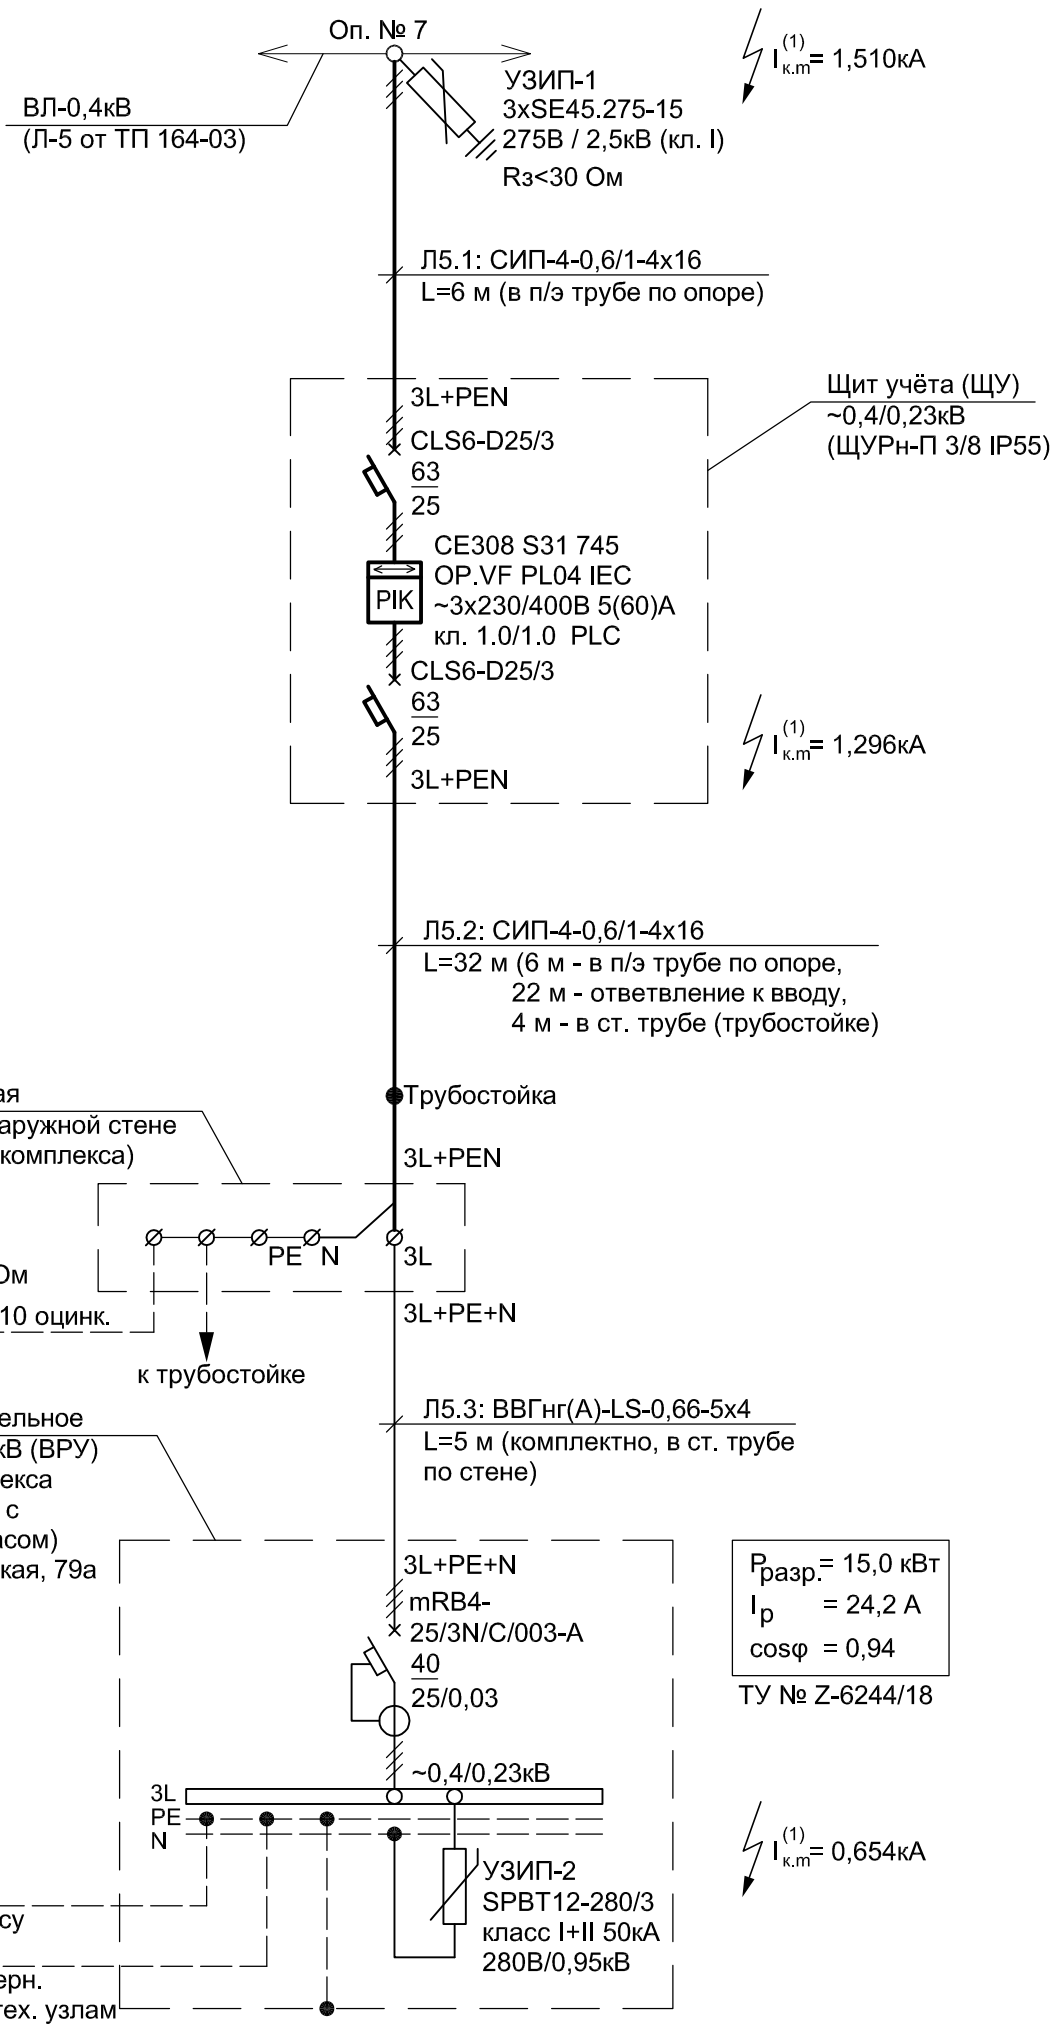 Оп. № 7
I(1)к.m= 1,510кА
ВЛ-0,4кВ
(Л-5 от ТП 164-03)
УЗИП-1
3xSE45.275-15
275В / 2,5кВ (кл. I)
Rз<30 Ом
Л5.1: СИП-4-0,6/1-4х16
L=6 м (в п/э трубе по опоре)
3L+PEN
CLS6-D25/3
63
25
Щит учёта (ЩУ)
~0,4/0,23кВ
(ЩУРн-П 3/8 IP55)
CE308 S31 745
OP.VF PL04 IEC
~3x230/400В 5(60)А
кл. 1.0/1.0 PLC
PIK
CLS6-D25/3
63
25
3L+PEN
I(1)к.m= 1,296кА
Л5.2: СИП-4-0,6/1-4х16
L=32 м (6 м - в п/э трубе по опоре,
22 м - ответвление к вводу,
4 м - в ст. трубе (трубостойке)
Трубостойка
ая
аружной стене
комплекса)
3L+PEN
PE N
3L
Ом
10 оцинк.
3L+PE+N
к трубостойке
Л5.3: ВВГнг(А)-LS-0,66-5х4
L=5 м (комплектно, в ст. трубе
по стене)
ельное
кВ (ВРУ)
екса
с
асом)
кая, 79а
3L+PE+N
mRB4-
25/3N/C/003-A
40
25/0,03
Pразр.= 15,0 кВт
Iр = 24,2 А
cosφ = 0,94
ТУ № Z-6244/18
~0,4/0,23кВ
3L
PE
N
I(1)к.m= 0,654кА
УЗИП-2
SPBT12-280/3
класс I+II 50кА
280В/0,95кВ
су
ерн.
тех. узлам